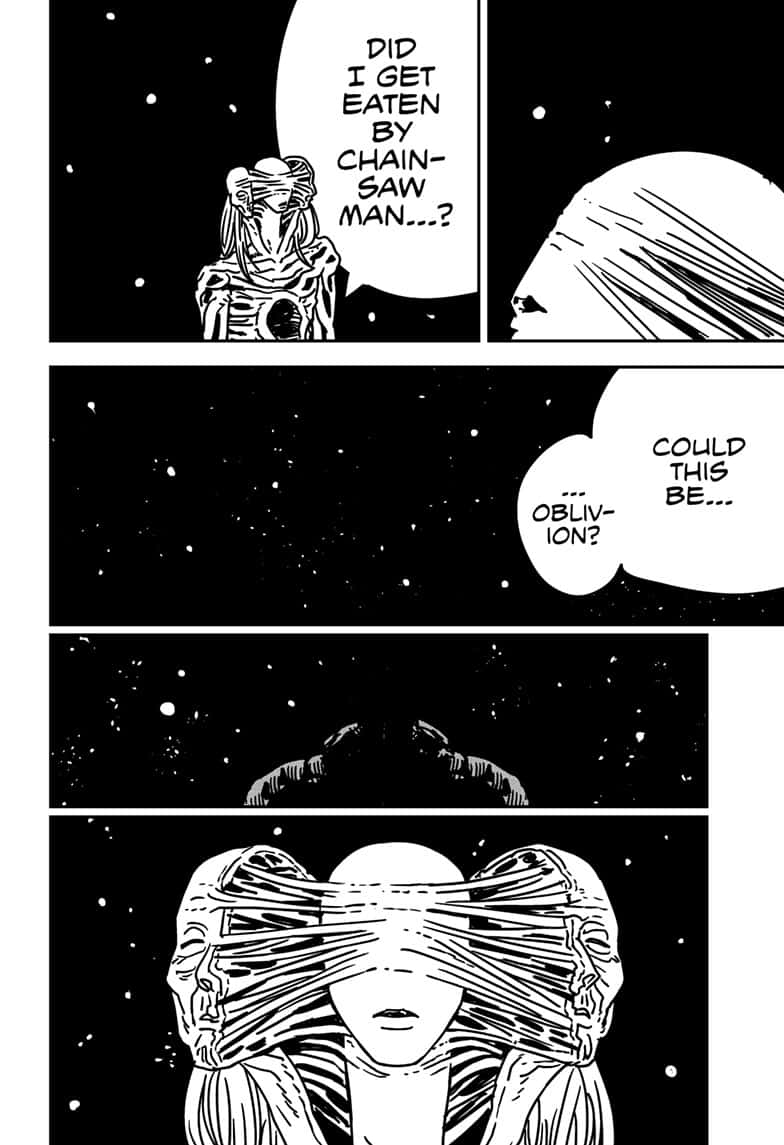 DID
I GET
EATEN
BY
CHAIN-
SAW
MAN...?
COULD
THIS
BE...
...
OBLIV-
ION?